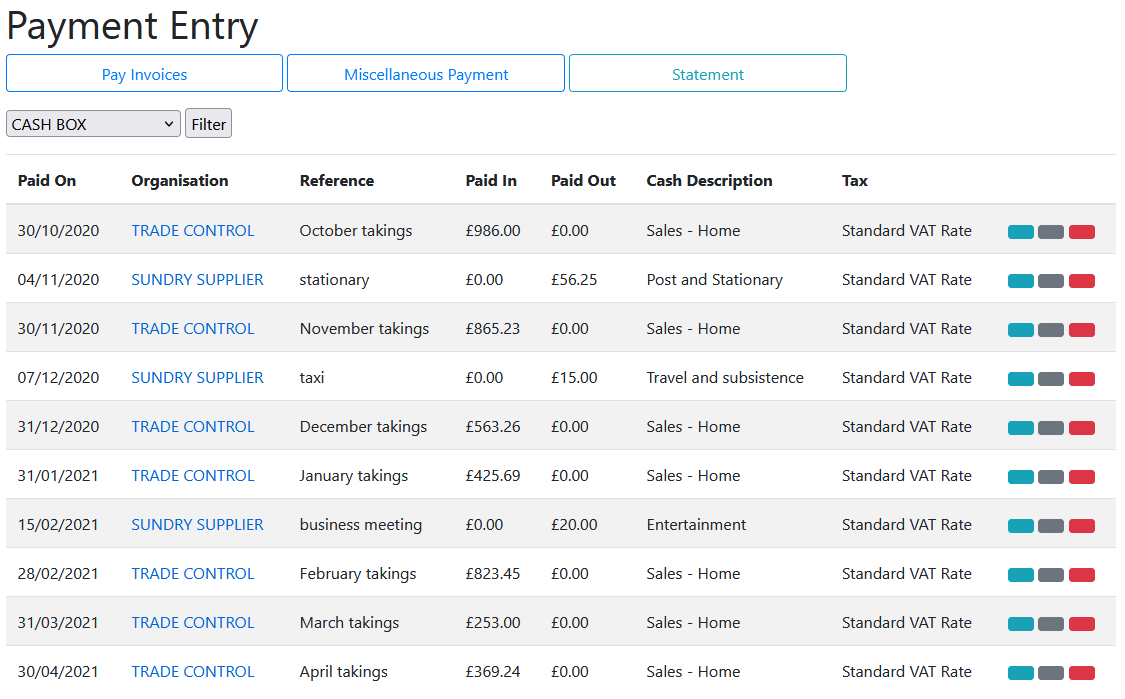 Payment Entry
Pay Invoices Miscellaneous Payment Statement
CASH BOX Filter
Paid On Organisation Reference Paid In Paid Out Cash Description Tax
30/10/2020 TRADE CONTROL October takings £986.00 £0.00 Sales - Home Standard VAT Rate
04/11/2020 SUNDRY SUPPLIER stationary £0.00 £56.25 Post and Stationary Standard VAT Rate
30/11/2020 TRADE CONTROL November takings £865.23 £0.00 Sales - Home Standard VAT Rate
07/12/2020 SUNDRY SUPPLIER taxi £0.00 £15.00 Travel and subsistence Standard VAT Rate
31/12/2020 TRADE CONTROL December takings £563.26 £0.00 Sales - Home Standard VAT Rate
31/01/2021 TRADE CONTROL January takings £425.69 £0.00 Sales - Home Standard VAT Rate
15/02/2021 SUNDRY SUPPLIER business meeting £0.00 £20.00 Entertainment Standard VAT Rate
28/02/2021 TRADE CONTROL February takings £823.45 £0.00 Sales - Home Standard VAT Rate
31/03/2021 TRADE CONTROL March takings £253.00 £0.00 Sales - Home Standard VAT Rate
30/04/2021 TRADE CONTROL April takings £369.24 £0.00 Sales - Home Standard VAT Rate